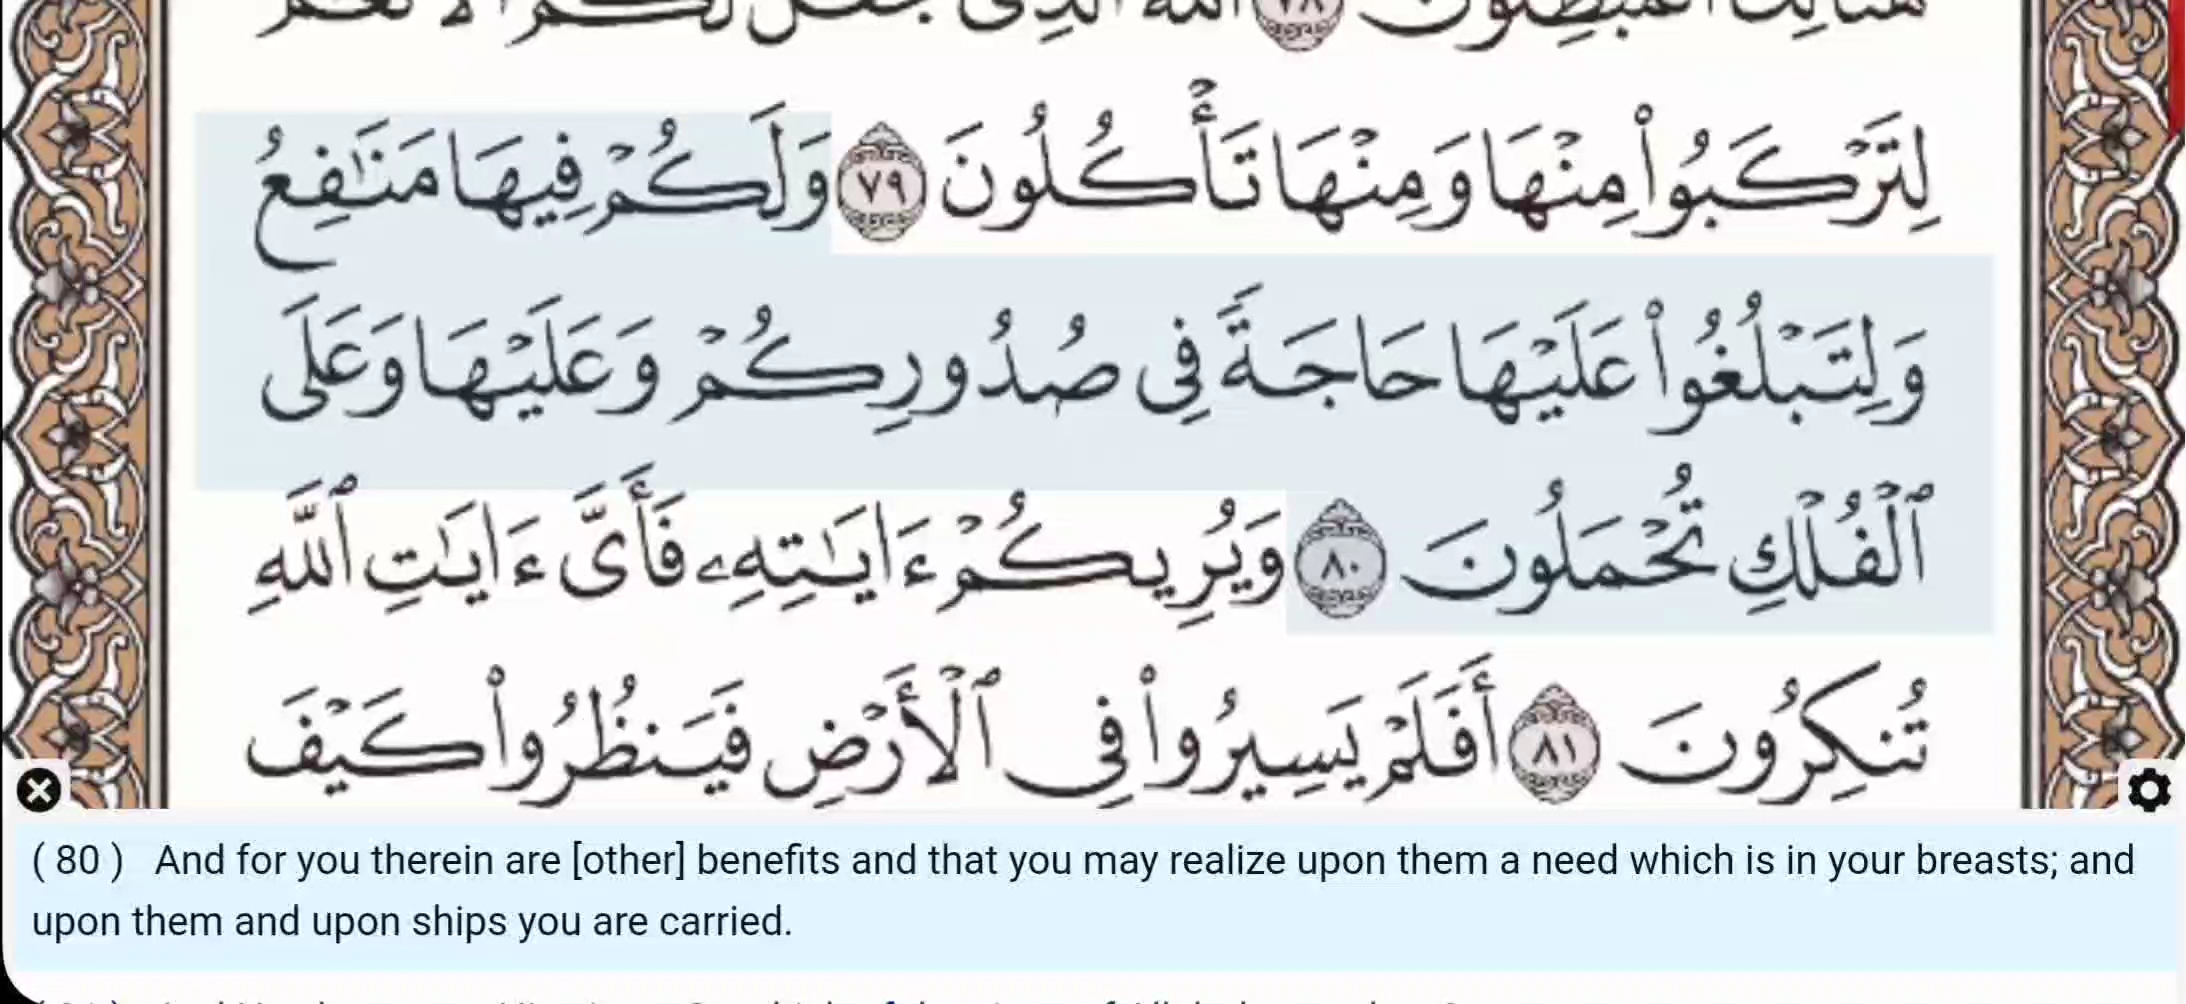 لِتَرْكَبُوا۟ مِنْهَا وَمِنْهَا تَأْكُلُونَ ٧٩ وَلَكُمْ فِيهَا مَنَٰفِعُ
وَلِتَبْلُغُوا۟ عَلَيْهَا حَاجَةً فِى صُدُورِكُمْ وَعَلَيْهَا وَعَلَى
ٱلْفُلْكِ تُحْمَلُونَ ٨٠ وَيُرِيكُمْ ءَايَٰتِهِۦ فَأَىَّ ءَايَٰتِ ٱللَّهِ
تُنكِرُونَ ٨١ أَفَلَمْ يَسِيرُوا۟ فِى ٱلْأَرْضِ فَيَنظُرُوا۟ كَيْفَ
( 80 ) And for you therein are [other] benefits and that you may realize upon them a need which is in your breasts; and
upon them and upon ships you are carried.